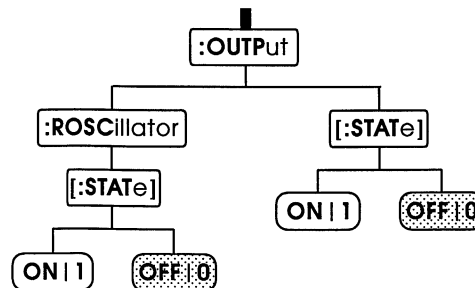 :OUTPut
:ROSCillator [:STATe]
[:STATe] ON|1 OFF|0
ON|1 OFF|0